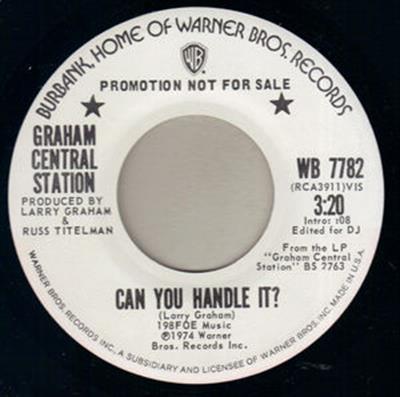 BURBANK, HOME OF WARNER BROS. RECORDS
WB
PROMOTION NOT FOR SALE
GRAHAM
CENTRAL
STATION
PRODUCED BY
LARRY GRAHAM
&
RUSS TITELMAN
WB 7782
(RCA3911)VIS
3:20
Intro: :08
Edited for DJ
From the LP
"Graham Central
Station" BS 2763
CAN YOU HANDLE IT?
(Larry Graham)
198FOE Music
℗1974 Warner
Bros. Records Inc.
WARNER BROS. RECORDS INC., A SUBSIDIARY AND LICENSEE OF WARNER BROS. INC. MADE IN U.S.A.